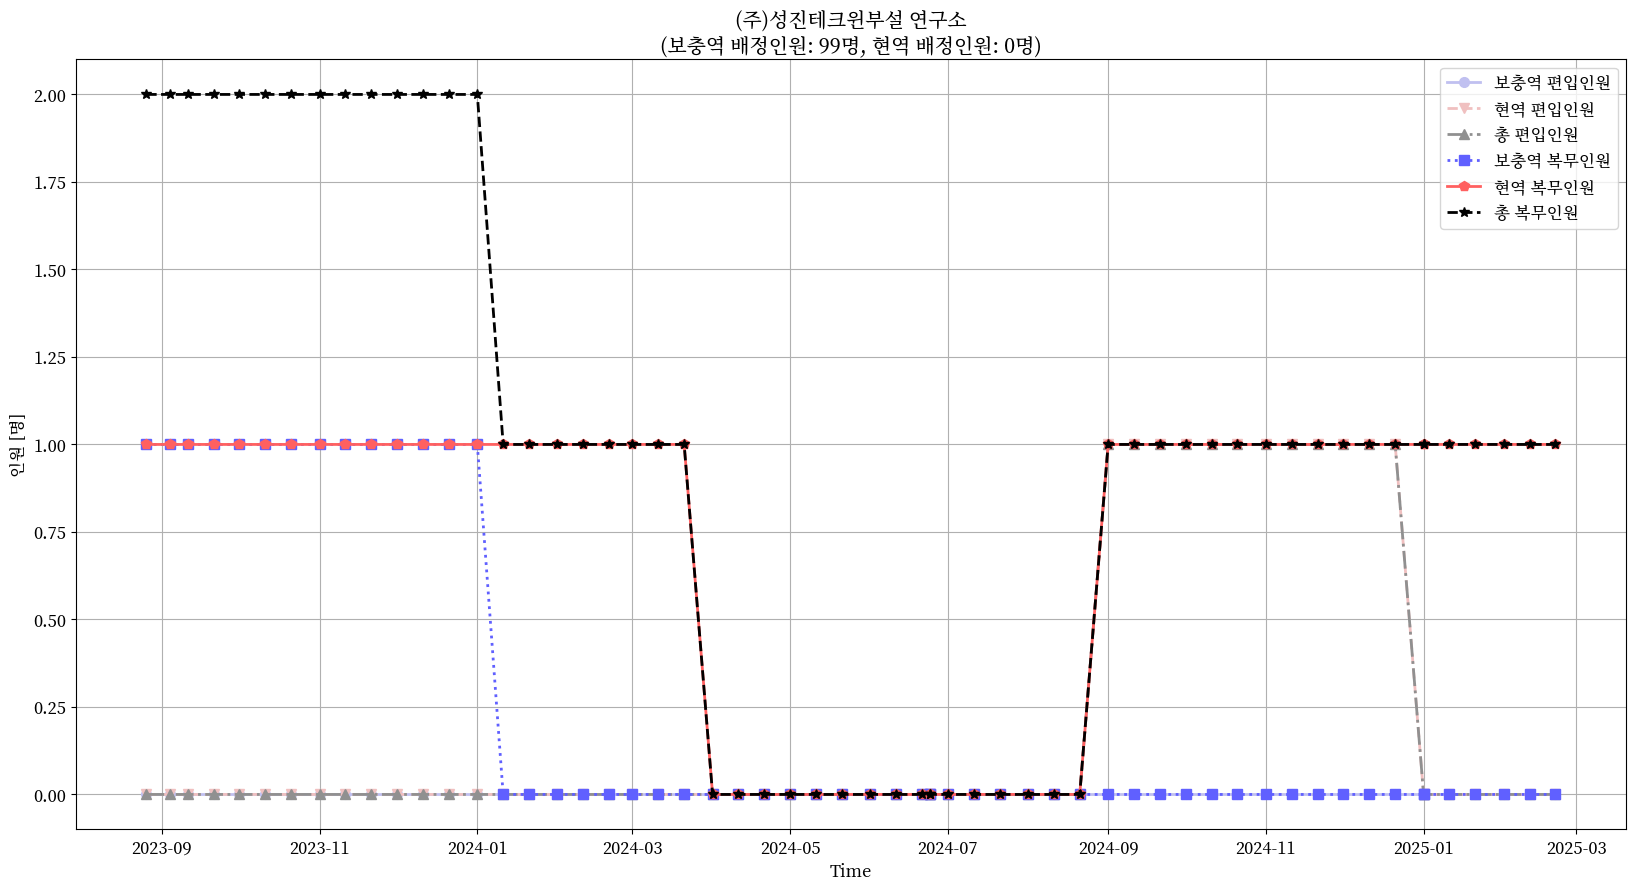 (주)성진테크윈부설 연구소
(보충역 배정인원: 99명, 현역 배정인원: 0명)
보충역 편입인원
현역 편입인원
총 편입인원
보충역 복무인원
현역 복무인원
총 복무인원
인원 [명]
2.00
1.75
1.50
1.25
1.00
0.75
0.50
0.25
0.00
2023-09
2023-11
2024-01
2024-03
2024-05
2024-07
2024-09
2024-11
2025-01
2025-03
Time